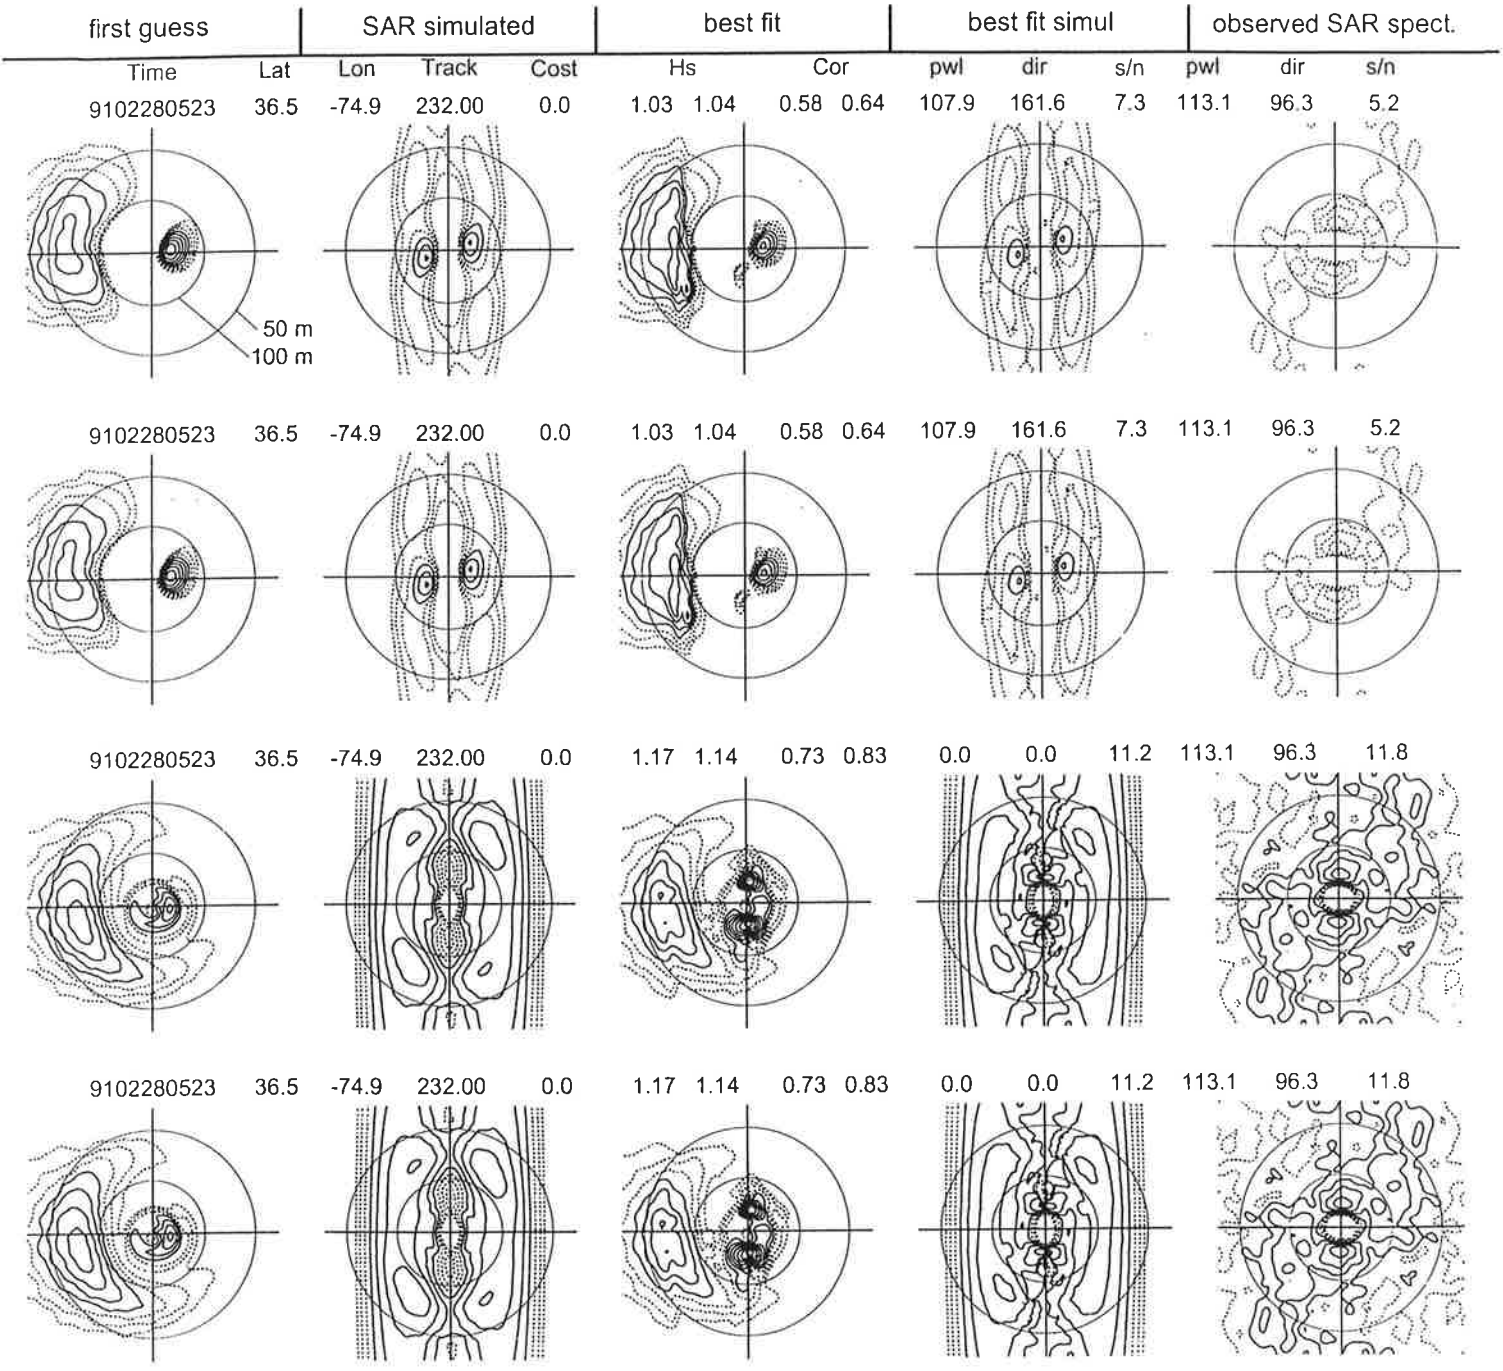 first guess SAR simulated best fit best fit simul observed SAR spect.
Time Lat Lon Track Cost Hs Cor pwl dir s/n pwl dir s/n
9102280523 36.5 -74.9 232.00 0.0 1.03 1.04 0.58 0.64 107.9 161.6 7.3 113.1 96.3 5.2
50 m
100 m
9102280523 36.5 -74.9 232.00 0.0 1.03 1.04 0.58 0.64 107.9 161.6 7.3 113.1 96.3 5.2
9102280523 36.5 -74.9 232.00 0.0 1.17 1.14 0.73 0.83 0.0 0.0 11.2 113.1 96.3 11.8
9102280523 36.5 -74.9 232.00 0.0 1.17 1.14 0.73 0.83 0.0 0.0 11.2 113.1 96.3 11.8